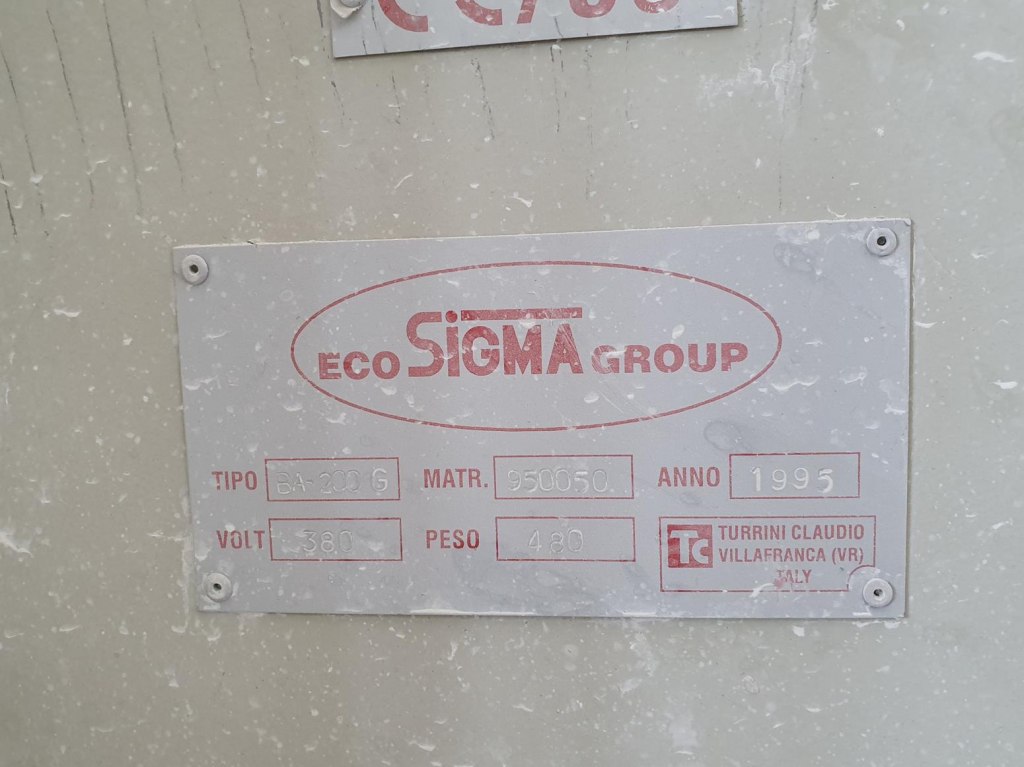 ECO SIGMA GROUP
TIPO BA-200 G MATR. 950050 ANNO 1995
VOLT 380 PESO 480
TC TURRINI CLAUDIO
VILLAFRANCA (VR)
ITALY